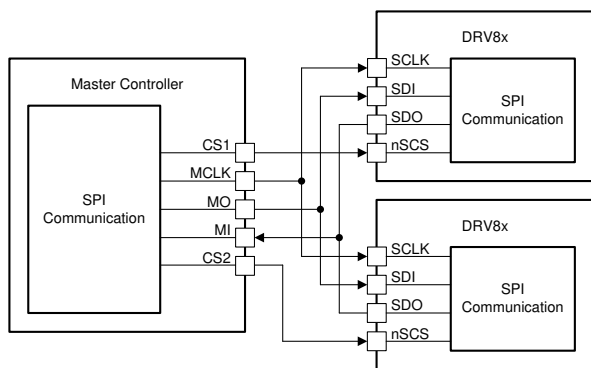 Master Controller
SPI
Communication
CS1
MCLK
MO
MI
CS2
DRV8x
SCLK
SDI
SDO
nSCS
SPI
Communication
DRV8x
SCLK
SDI
SDO
nSCS
SPI
Communication